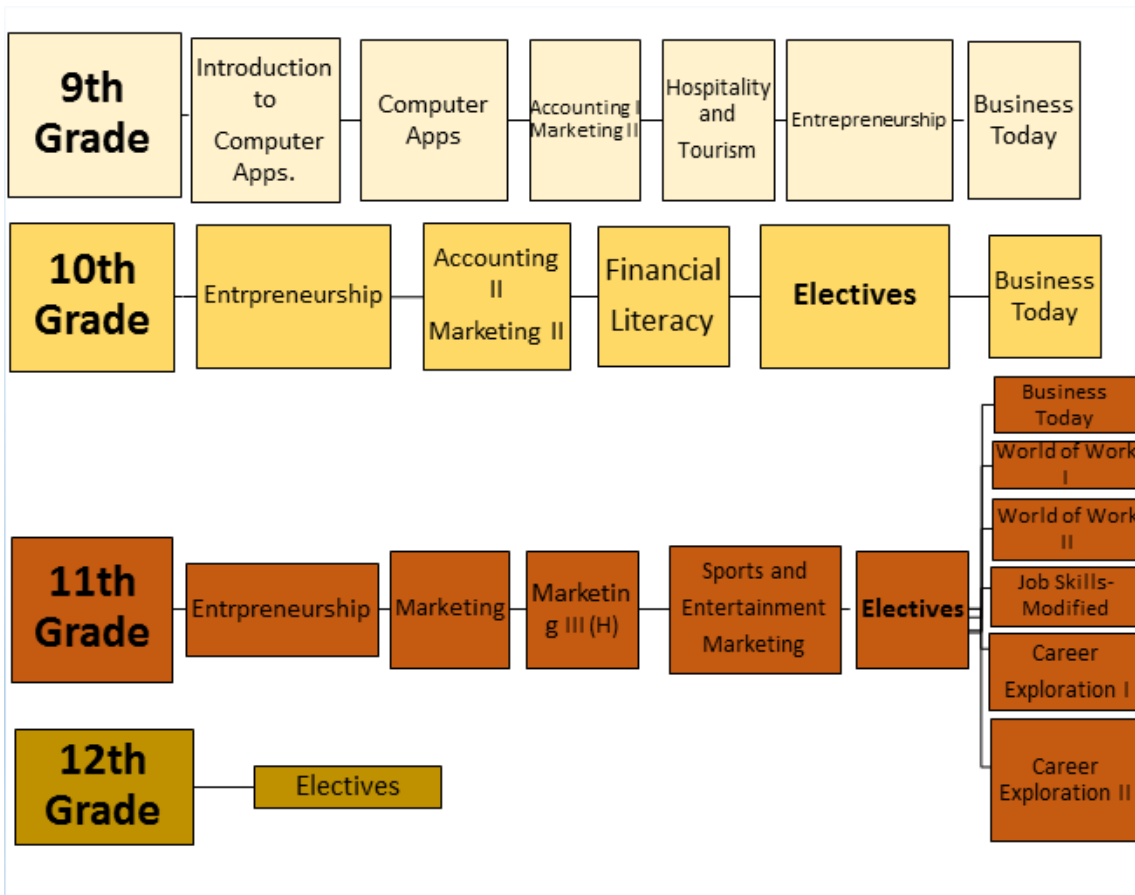 9th
Grade
Introduction
to
Computer
Apps.
Computer
Apps
Accounting I
Marketing II
Hospitality
and
Tourism
Entrepreneurship
Business
Today
10th
Grade
Entrpreneurship
Accounting
II
Marketing II
Financial
Literacy
Electives
Business
Today
11th
Grade
Entrpreneurship
Marketing
Marketin
g III (H)
Sports and
Entertainment
Marketing
Electives
Business
Today
World of Work
I
World of Work
II
Job Skills-
Modified
Career
Exploration I
Career
Exploration II
12th
Grade
Electives